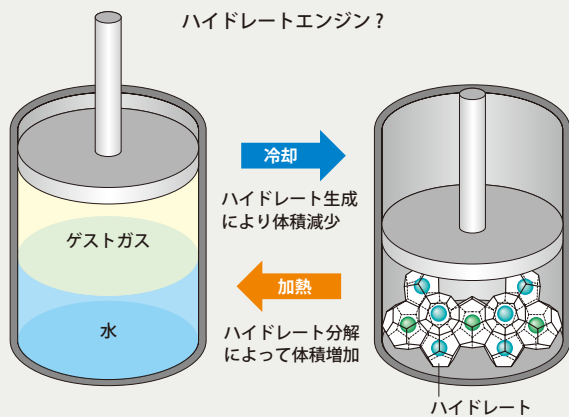 ハイドレートエンジン？
冷却
ハイドレート生成
により体積減少
ゲストガス
加熱
水
ハイドレート分解
によって体積増加
ハイドレート